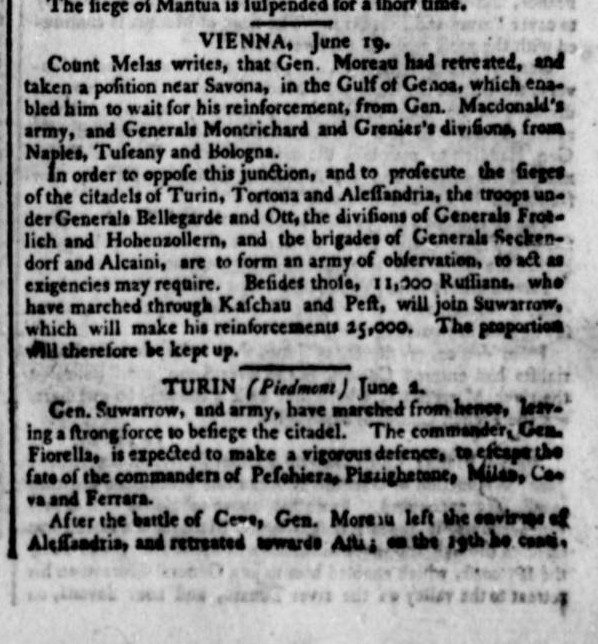 The siege of Mantua is suspended for a short time.
VIENNA, June 19.
Count Melas writes, that Gen. Moreau had retreated, and
taken a position near Savona, in the Gulf of Genoa, which ena-
bled him to wait for his reinforcement, from Gen. Macdonald's
army, and Generals Montrichard and Grenier's divisions, from
Naples, Tuscany and Bologna.
In order to oppose this junction, and to prosecute the sieges
of the citadels of Turin, Tortona and Alessandria, the troops un-
der Generals Bellegarde and Ott, the divisions of Generals Froe-
lich and Hohenzollern, and the brigades of Generals Secken-
dorf and Alcaini, are to form an army of observation, to act as
exigencies may require. Besides those, 11,000 Russians, who
have marched through Kaschau and Pest, will join Suwarrow,
which will make his reinforcements 25,000. The proportion
will therefore be kept up.
TURIN (Piedmont) June 2.
Gen. Suwarrow, and army, have marched from hence, leav-
ing a strong force to besiege the citadel. The commander, Gen.
Fiorella, is expected to make a vigorous defence, to escape the
fate of the commanders of Peschiera, Pizzighetone, Milan, Ce-
va and Ferrara.
After the battle of Ceva, Gen. Moreau left the environs of
Alessandria, and retreated towards Asti; on the 19th he conti-